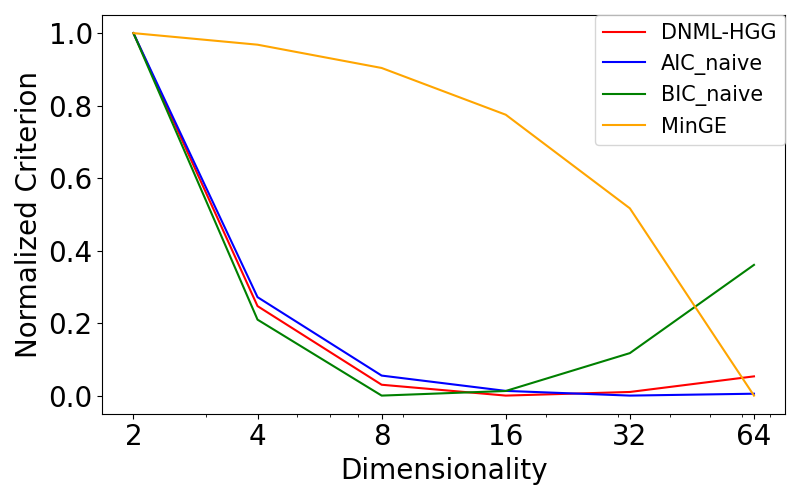 Normalized Criterion
1.0
0.8
0.6
0.4
0.2
0.0
DNML-HGG
AIC_naive
BIC_naive
MinGE
2 4 8 16 32 64
Dimensionality